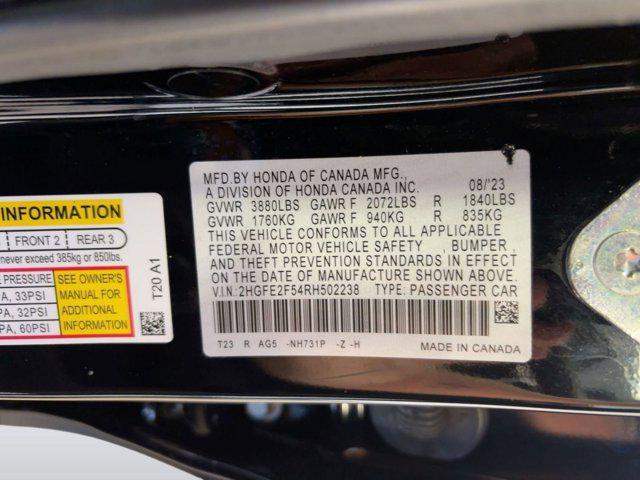 MFD.BY HONDA OF CANADA MFG.,
A DIVISION OF HONDA CANADA INC. 08/'23
GVWR 3880LBS GAWR F 2072LBS R 1840LBS
GVWR 1760KG GAWR F 940KG R 835KG
THIS VEHICLE CONFORMS TO ALL APPLICABLE
FEDERAL MOTOR VEHICLE SAFETY , BUMPER ,
AND THEFT PREVENTION STANDARDS IN EFFECT
ON THE DATE OF MANUFACTURE SHOWN ABOVE.
V.I.N: 2HGFE2F54RH502238 TYPE: PASSENGER CAR
T23 R AG5 -NH731P -Z -H
MADE IN CANADA
INFORMATION
FRONT 2 REAR 3
never exceed 385kg or 850lbs.
PRESSURE
A, 33PSI
PA, 32PSI
PA, 60PSI
SEE OWNER'S
MANUAL FOR
ADDITIONAL
INFORMATION
T20 A1